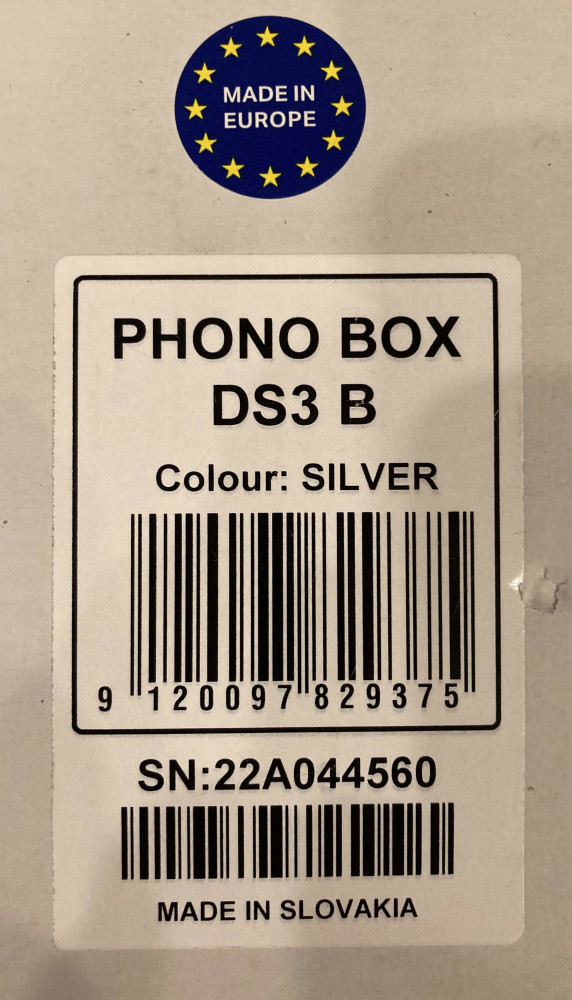 MADE IN
EUROPE
PHONO BOX
DS3 B
Colour: SILVER
9 120097 829375
SN:22A044560
MADE IN SLOVAKIA